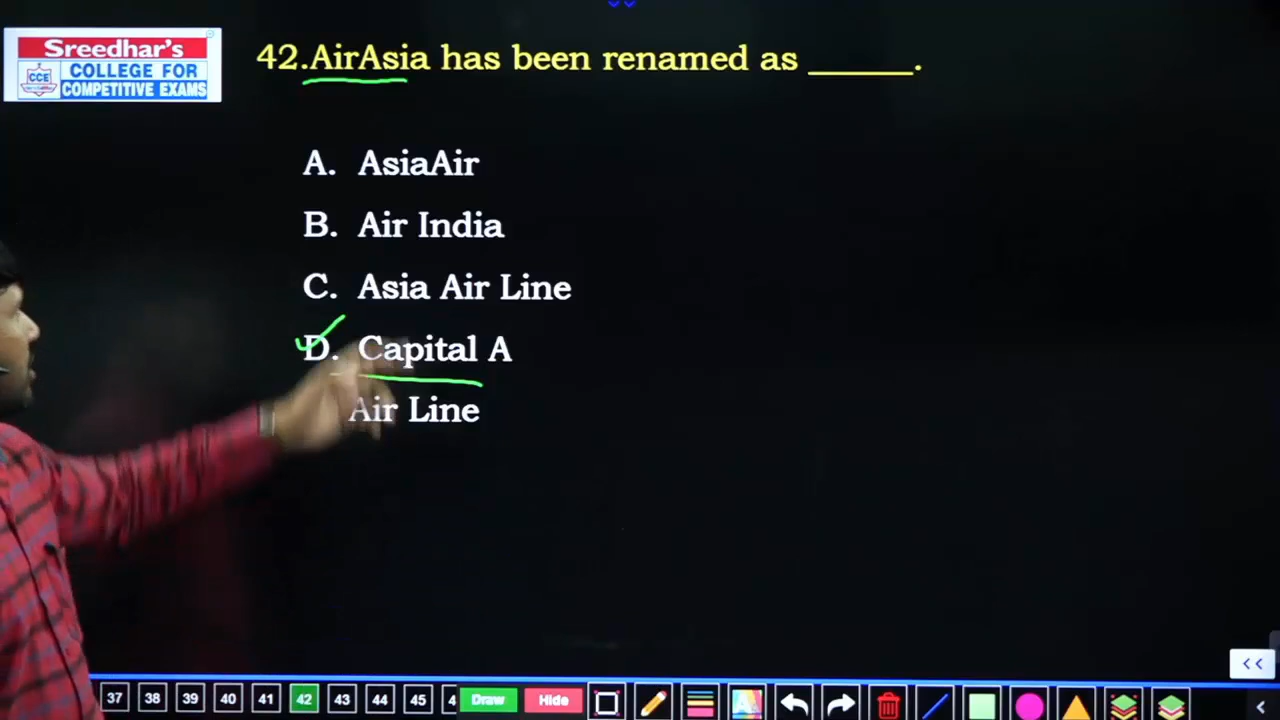 Sreedhar's
CCE
COLLEGE FOR
COMPETITIVE EXAMS
42.AirAsia has been renamed as ______.
A. AsiaAir
B. Air India
C. Asia Air Line
D. Capital A
Air Line
37 38 39 40 41 42 43 44 45 4 Draw Hide